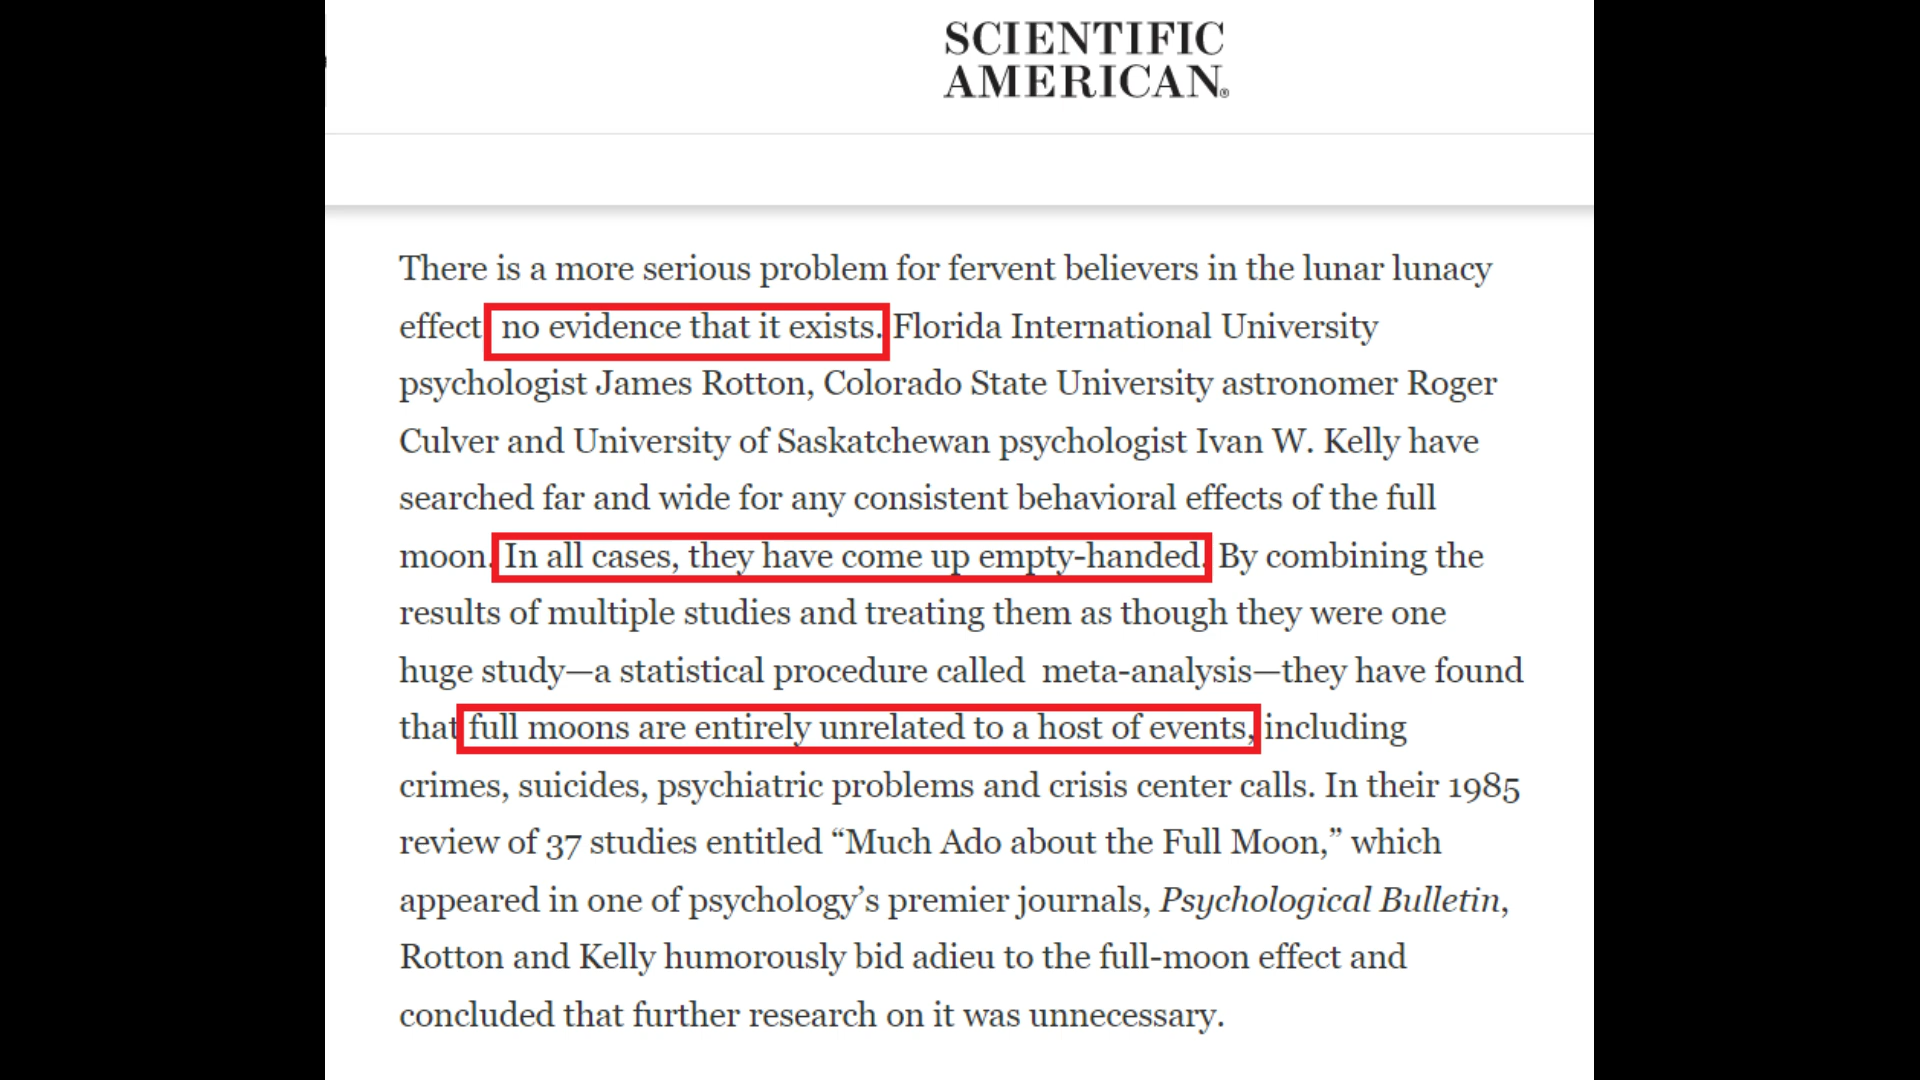 SCIENTIFIC
AMERICAN®
There is a more serious problem for fervent believers in the lunar lunacy
effect no evidence that it exists. Florida International University
psychologist James Rotton, Colorado State University astronomer Roger
Culver and University of Saskatchewan psychologist Ivan W. Kelly have
searched far and wide for any consistent behavioral effects of the full
moon. In all cases, they have come up empty-handed. By combining the
results of multiple studies and treating them as though they were one
huge study—a statistical procedure called meta-analysis—they have found
that full moons are entirely unrelated to a host of events, including
crimes, suicides, psychiatric problems and crisis center calls. In their 1985
review of 37 studies entitled “Much Ado about the Full Moon,” which
appeared in one of psychology’s premier journals, Psychological Bulletin,
Rotton and Kelly humorously bid adieu to the full-moon effect and
concluded that further research on it was unnecessary.